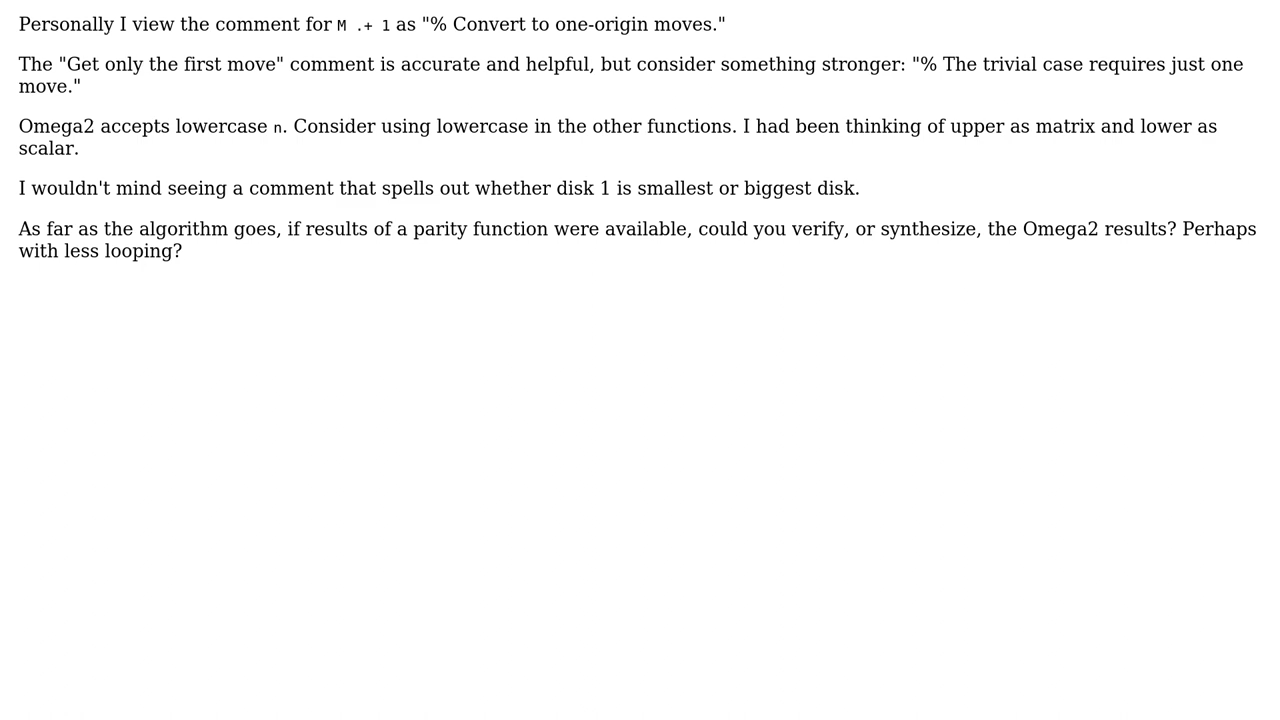 Personally I view the comment for M .+ 1 as "% Convert to one-origin moves."
The "Get only the first move" comment is accurate and helpful, but consider something stronger: "% The trivial case requires just one
move."
Omega2 accepts lowercase n. Consider using lowercase in the other functions. I had been thinking of upper as matrix and lower as
scalar.
I wouldn't mind seeing a comment that spells out whether disk 1 is smallest or biggest disk.
As far as the algorithm goes, if results of a parity function were available, could you verify, or synthesize, the Omega2 results? Perhaps
with less looping?